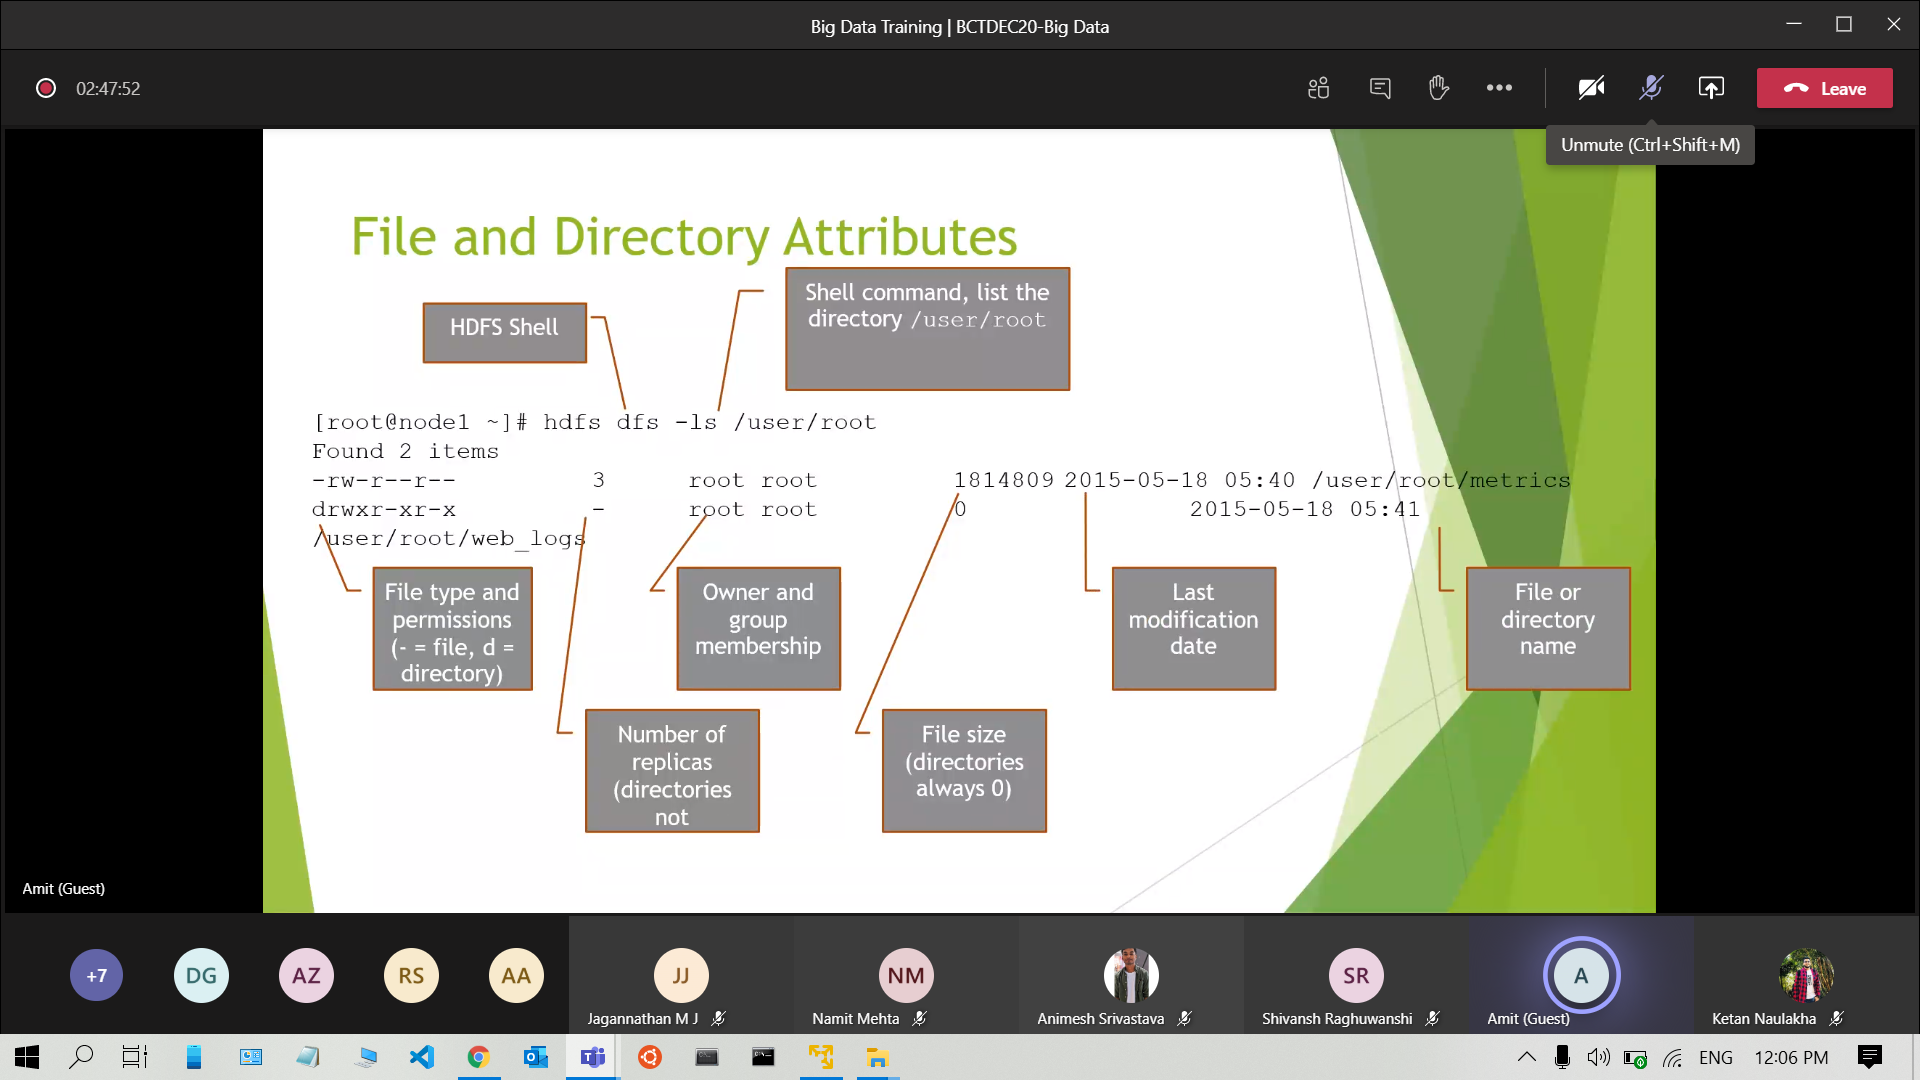 Big Data Training | BCTDEC20-Big Data
02:47:52
Leave
Unmute (Ctrl+Shift+M)
File and Directory Attributes
HDFS Shell
Shell command, list the
directory /user/root
[root@node1 ~]# hdfs dfs -ls /user/root
Found 2 items
-rw-r--r-- 3 root root 1814809 2015-05-18 05:40 /user/root/metrics
drwxr-xr-x - root root 0 2015-05-18 05:41
/user/root/web_logs
File type and
permissions
(- = file, d =
directory)
Owner and
group
membership
Last
modification
date
File or
directory
name
Number of
replicas
(directories
not
File size
(directories
always 0)
Amit (Guest)
+7
DG
AZ
RS
AA
JJ
Jagannathan M J
NM
Namit Mehta
Animesh Srivastava
SR
Shivansh Raghuwanshi
A
Amit (Guest)
Ketan Naulakha
ENG
12:06 PM